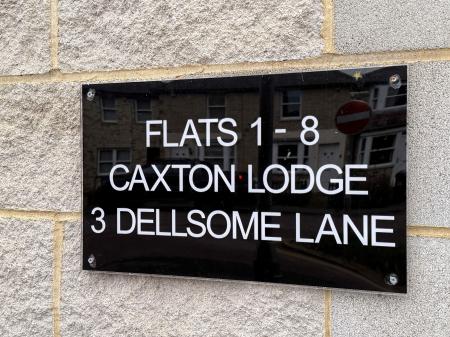 FLATS 1 - 8
CAXTON LODGE
3 DELLSOME LANE